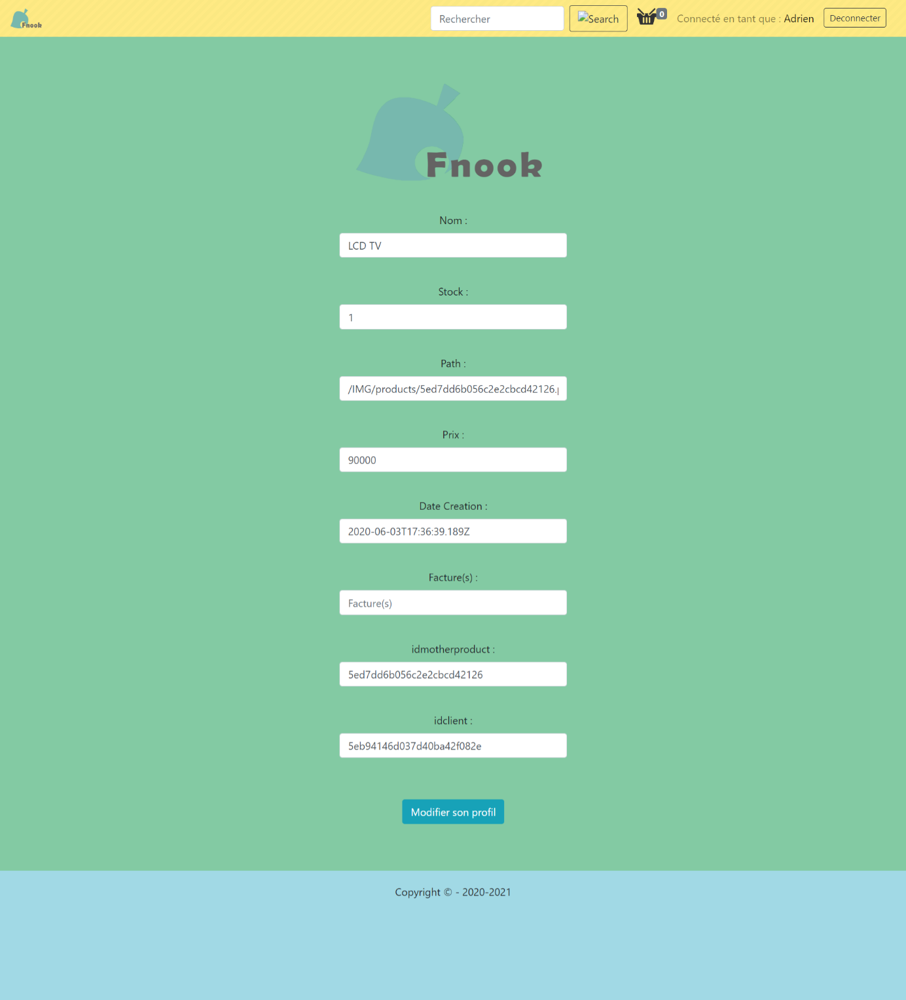 Fnook
Rechercher
Search
0
Connecté en tant que : Adrien
Deconnecter
Fnook
Nom :
LCD TV
Stock :
1
Path :
/IMG/products/5ed7dd6b056c2e2cbcd42126.p
Prix :
90000
Date Creation :
2020-06-03T17:36:39.189Z
Facture(s) :
Facture(s)
idmotherproduct :
5ed7dd6b056c2e2cbcd42126
idclient :
5eb94146d037d40ba42f082e
Modifier son profil
Copyright © - 2020-2021